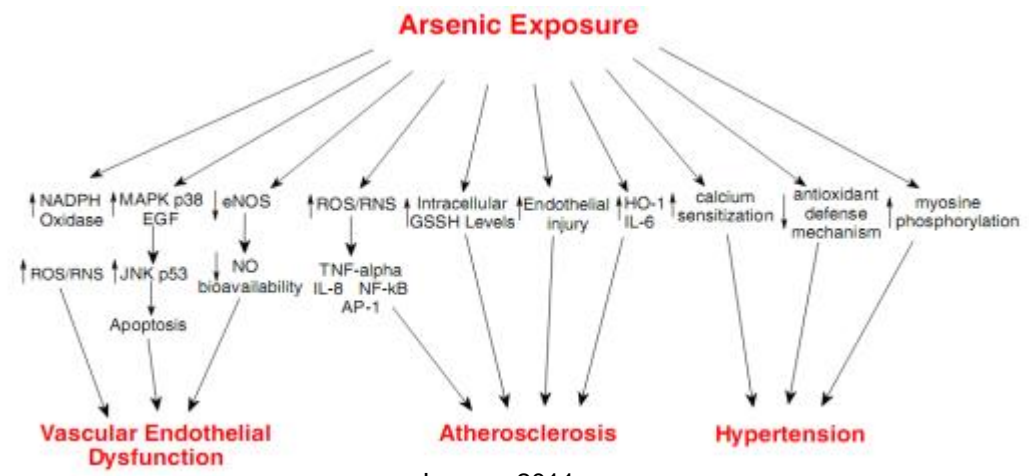 Arsenic Exposure
NADPH
Oxidase
MAPK p38
EGF
eNOS
ROS/RNS
Intracellular
GSSH Levels
Endothelial
injury
HO-1
IL-6
calcium
sensitization
antioxidant
defense
mechanism
myosine
phosphorylation
ROS/RNS
JNK p53
NO
bioavailability
TNF-alpha
IL-8 NF-kB
AP-1
Apoptosis
Vascular Endothelial
Dysfunction
Atherosclerosis
Hypertension